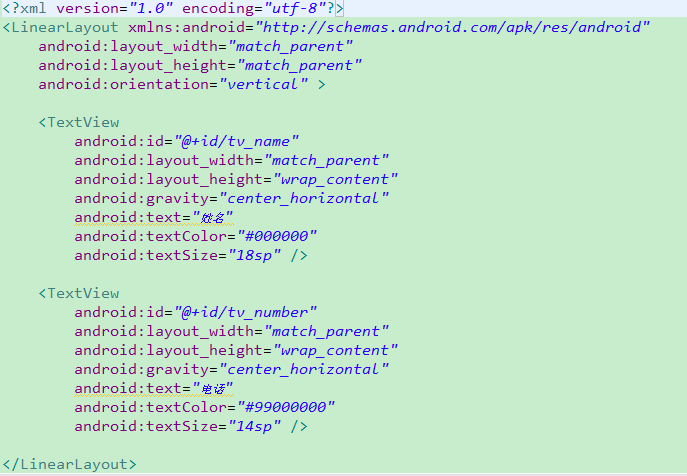 <?xml version="1.0" encoding="utf-8"?>
<LinearLayout xmlns:android="http://schemas.android.com/apk/res/android"
    android:layout_width="match_parent"
    android:layout_height="match_parent"
    android:orientation="vertical" >

    <TextView
        android:id="@+id/tv_name"
        android:layout_width="match_parent"
        android:layout_height="wrap_content"
        android:gravity="center_horizontal"
        android:text="姓名"
        android:textColor="#000000"
        android:textSize="18sp" />

    <TextView
        android:id="@+id/tv_number"
        android:layout_width="match_parent"
        android:layout_height="wrap_content"
        android:gravity="center_horizontal"
        android:text="电话"
        android:textColor="#99000000"
        android:textSize="14sp" />

</LinearLayout>